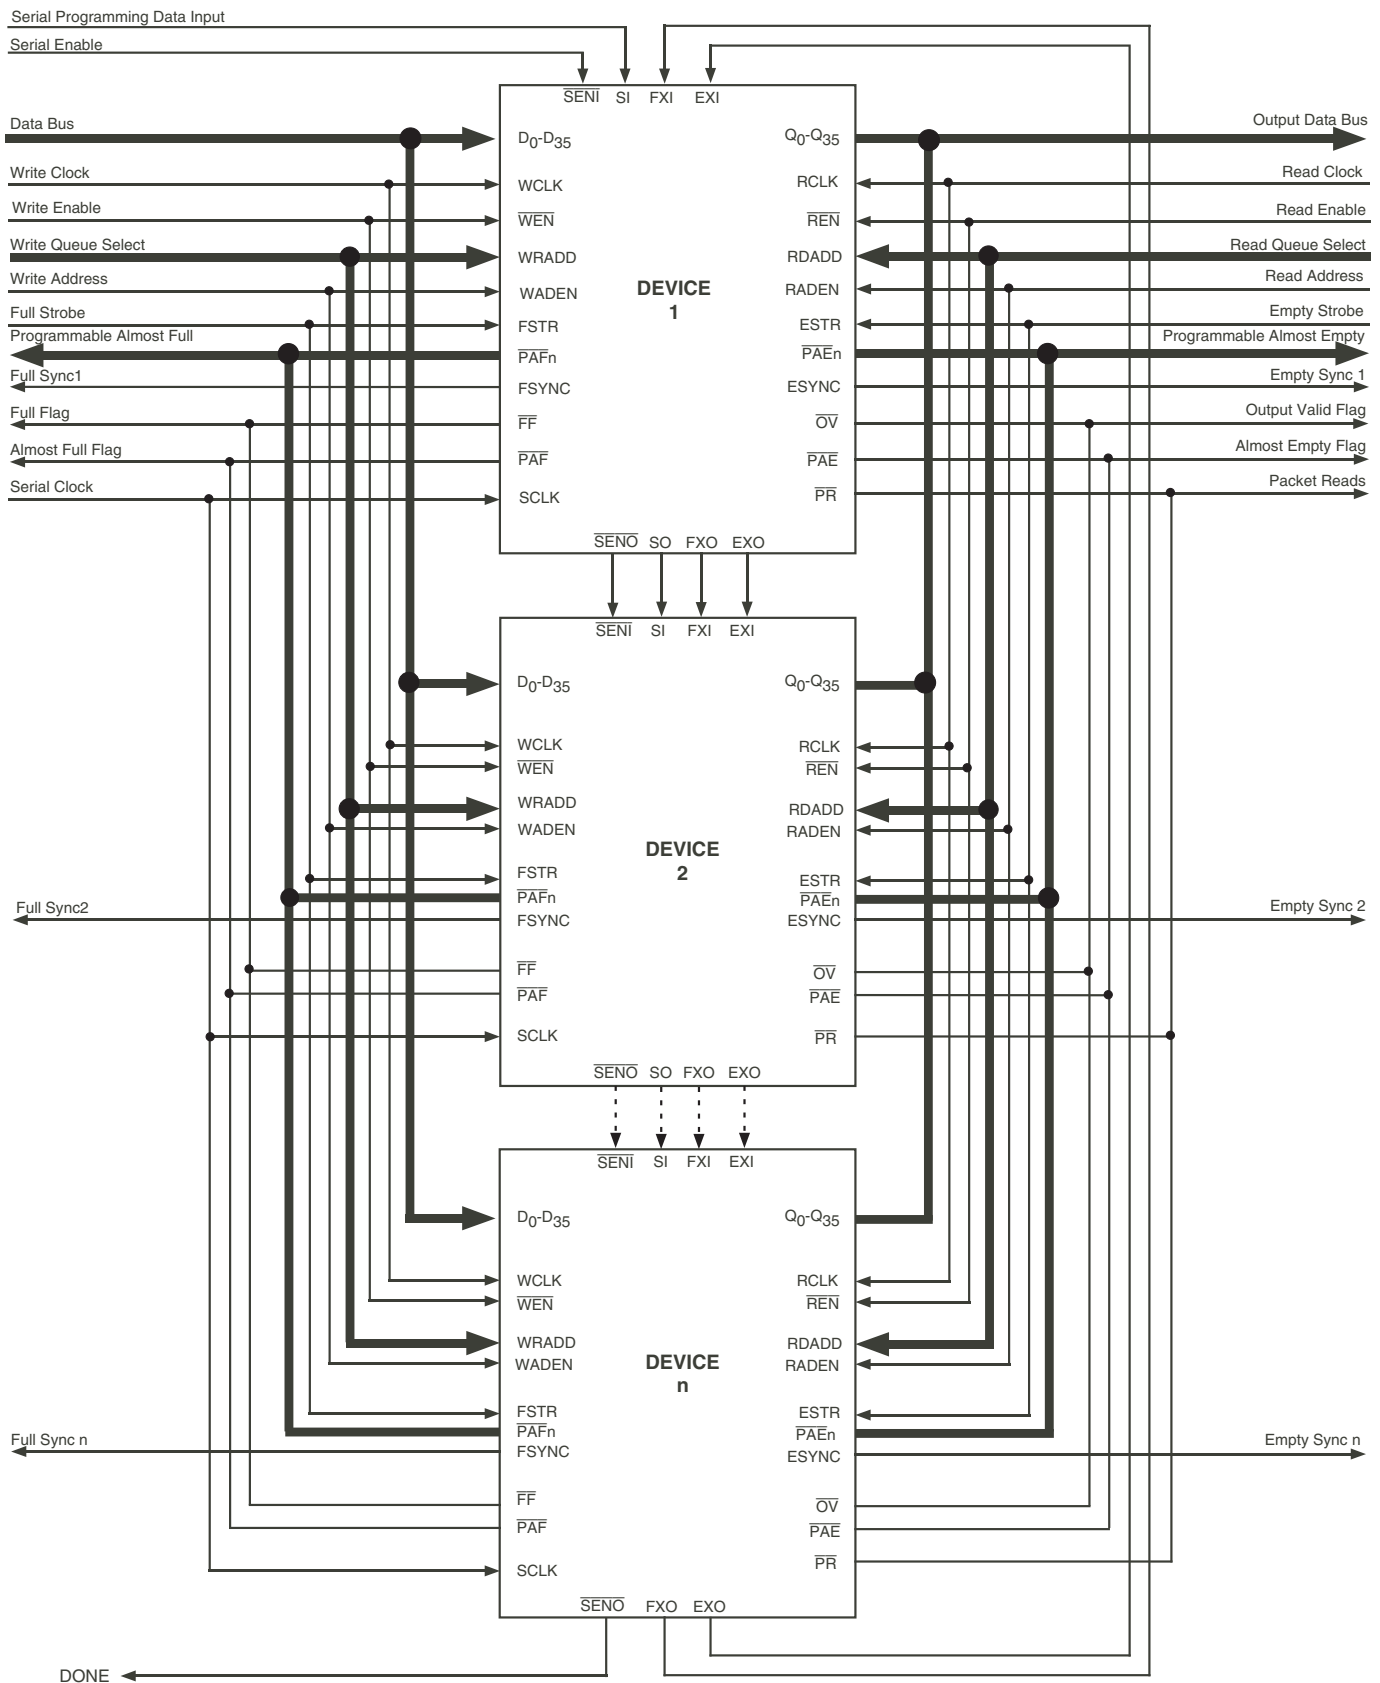 Serial Programming Data Input
Serial Enable
SENI SI FXI EXI
Data Bus D0-D35 Q0-Q35 Output Data Bus
Write Clock WCLK RCLK Read Clock
Write Enable WEN REN Read Enable
Write Queue Select WRADD RDADD Read Queue Select
Write Address WADEN RADEN Read Address
DEVICE
1
Full Strobe FSTR ESTR Empty Strobe
Programmable Almost Full PAFn PAEn Programmable Almost Empty
Full Sync1 FSYNC ESYNC Empty Sync 1
Full Flag FF OV Output Valid Flag
Almost Full Flag PAF PAE Almost Empty Flag
Serial Clock SCLK PR Packet Reads
SENO SO FXO EXO
SENI SI FXI EXI
D0-D35 Q0-Q35
WCLK RCLK
WEN REN
WRADD RDADD
WADEN RADEN
DEVICE
2
FSTR ESTR
PAFn PAEn
Full Sync2 FSYNC ESYNC Empty Sync 2
FF OV
PAF PAE
SCLK PR
SENO SO FXO EXO
SENI SI FXI EXI
D0-D35 Q0-Q35
WCLK RCLK
WEN REN
WRADD RDADD
WADEN RADEN
DEVICE
n
FSTR ESTR
PAFn PAEn
Full Sync n FSYNC ESYNC Empty Sync n
FF OV
PAF PAE
SCLK PR
SENO FXO EXO
DONE